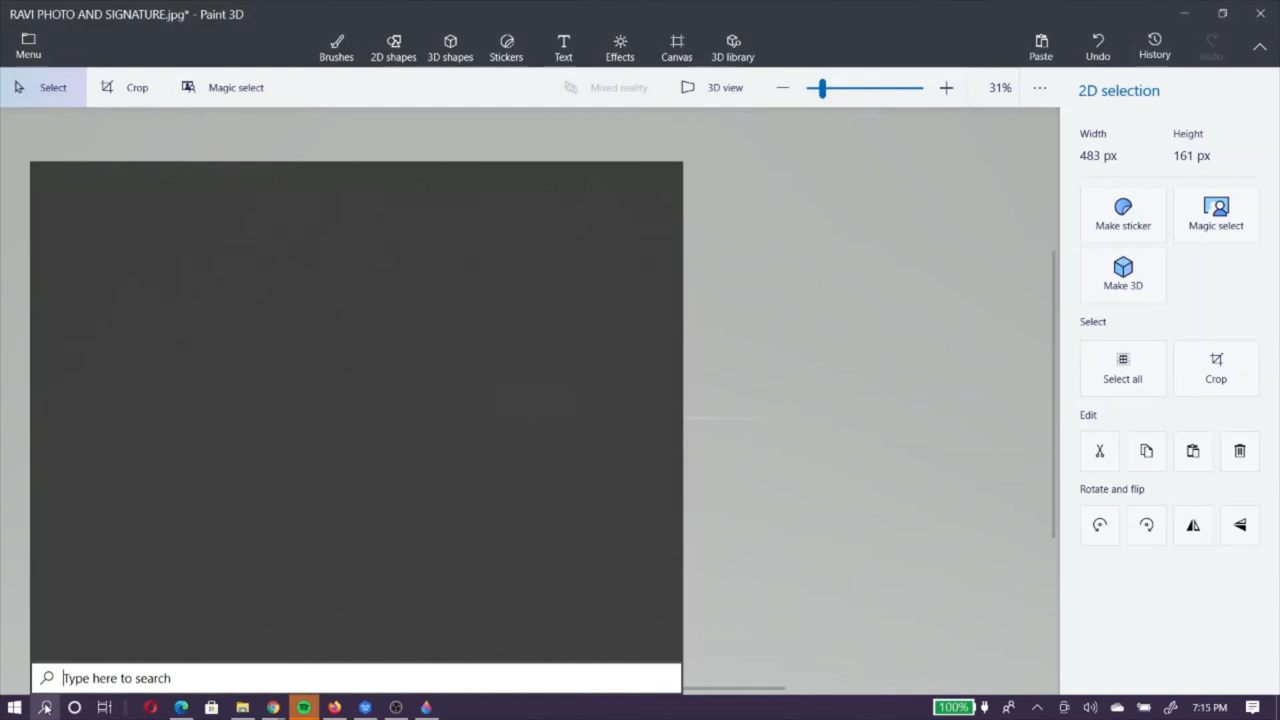 RAVI PHOTO AND SIGNATURE.jpg* - Paint 3D
Menu
Brushes
2D shapes
3D shapes
Stickers
Text
Effects
Canvas
3D library
Paste
Undo
History
Redo
Select
Crop
Magic select
Mixed reality
3D view
31%
2D selection
Width
Height
483 px
161 px
Make sticker
Magic select
Make 3D
Select
Select all
Crop
Edit
Rotate and flip
Type here to search
100%
7:15 PM